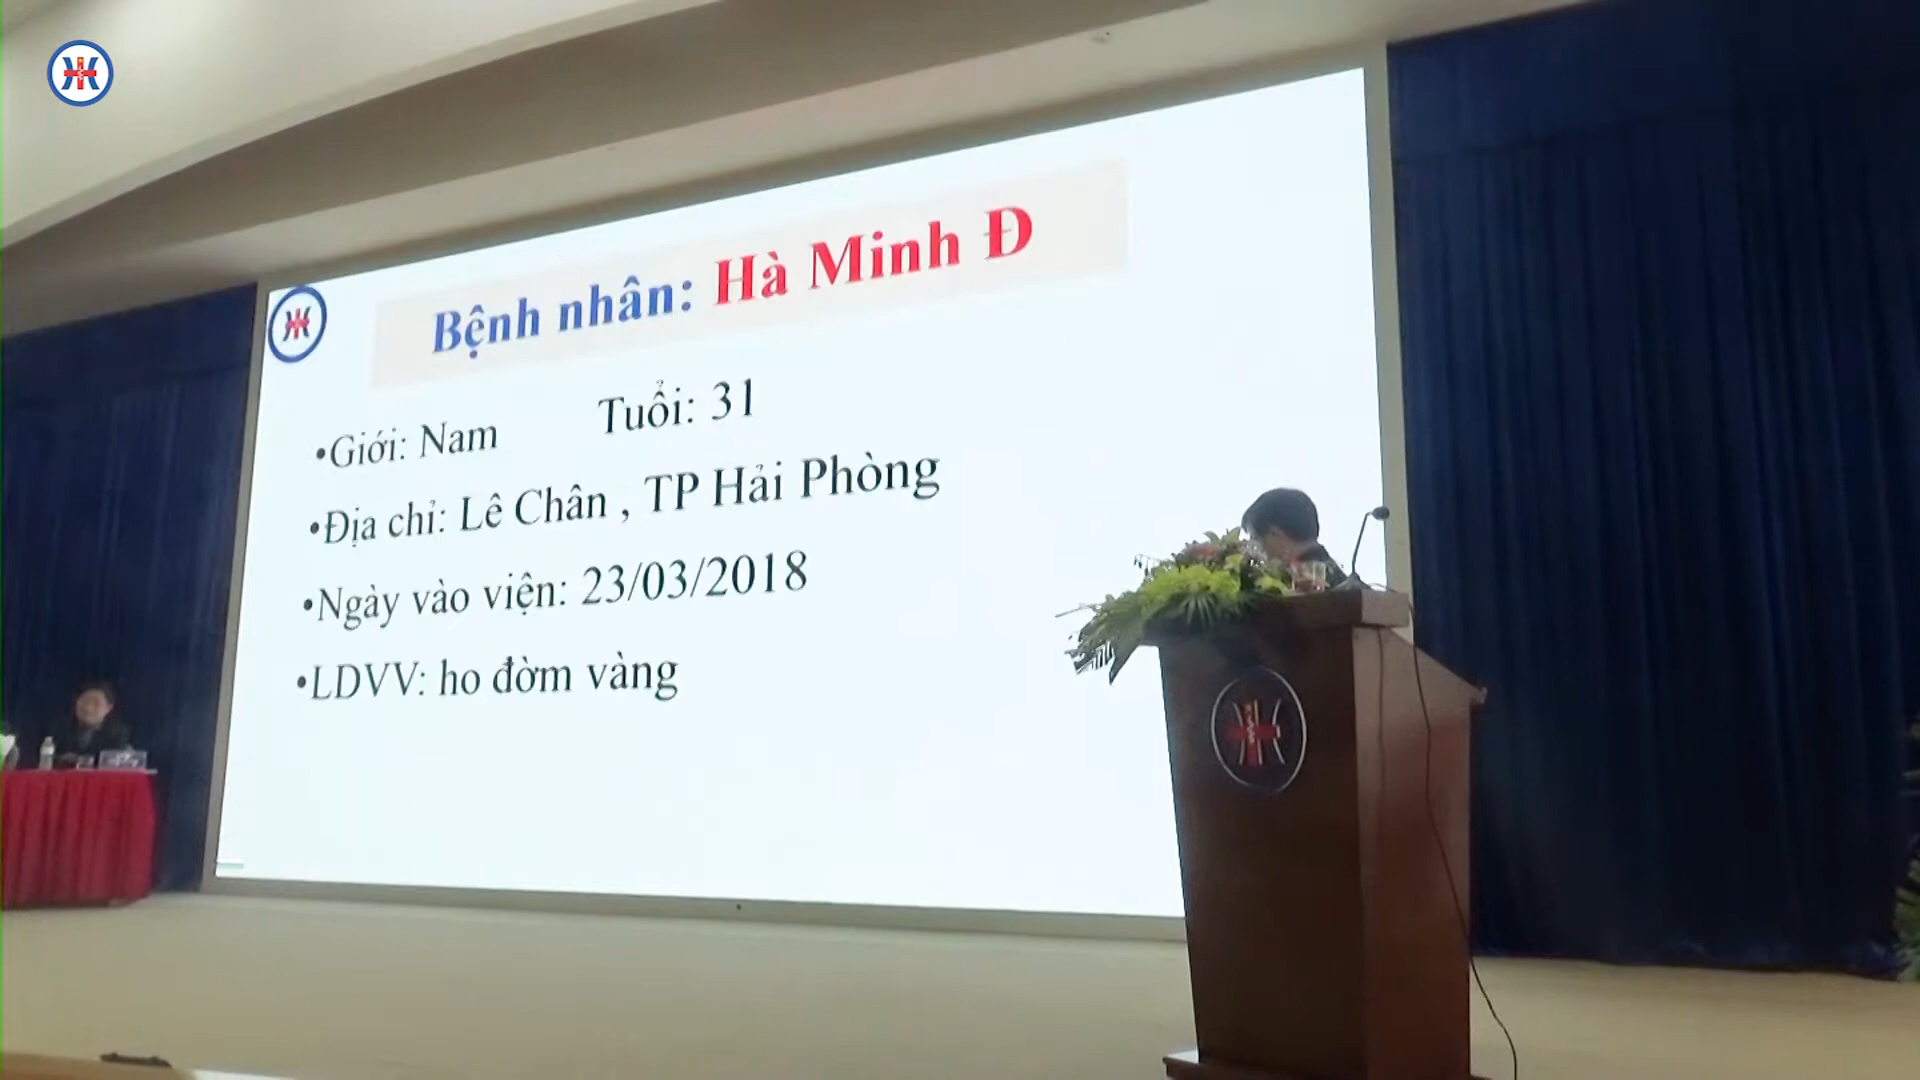 Bệnh nhân: Hà Minh Đ
•Giới: Nam Tuổi: 31
•Địa chỉ: Lê Chân , TP Hải Phòng
•Ngày vào viện: 23/03/2018
•LDVV: ho đờm vàng